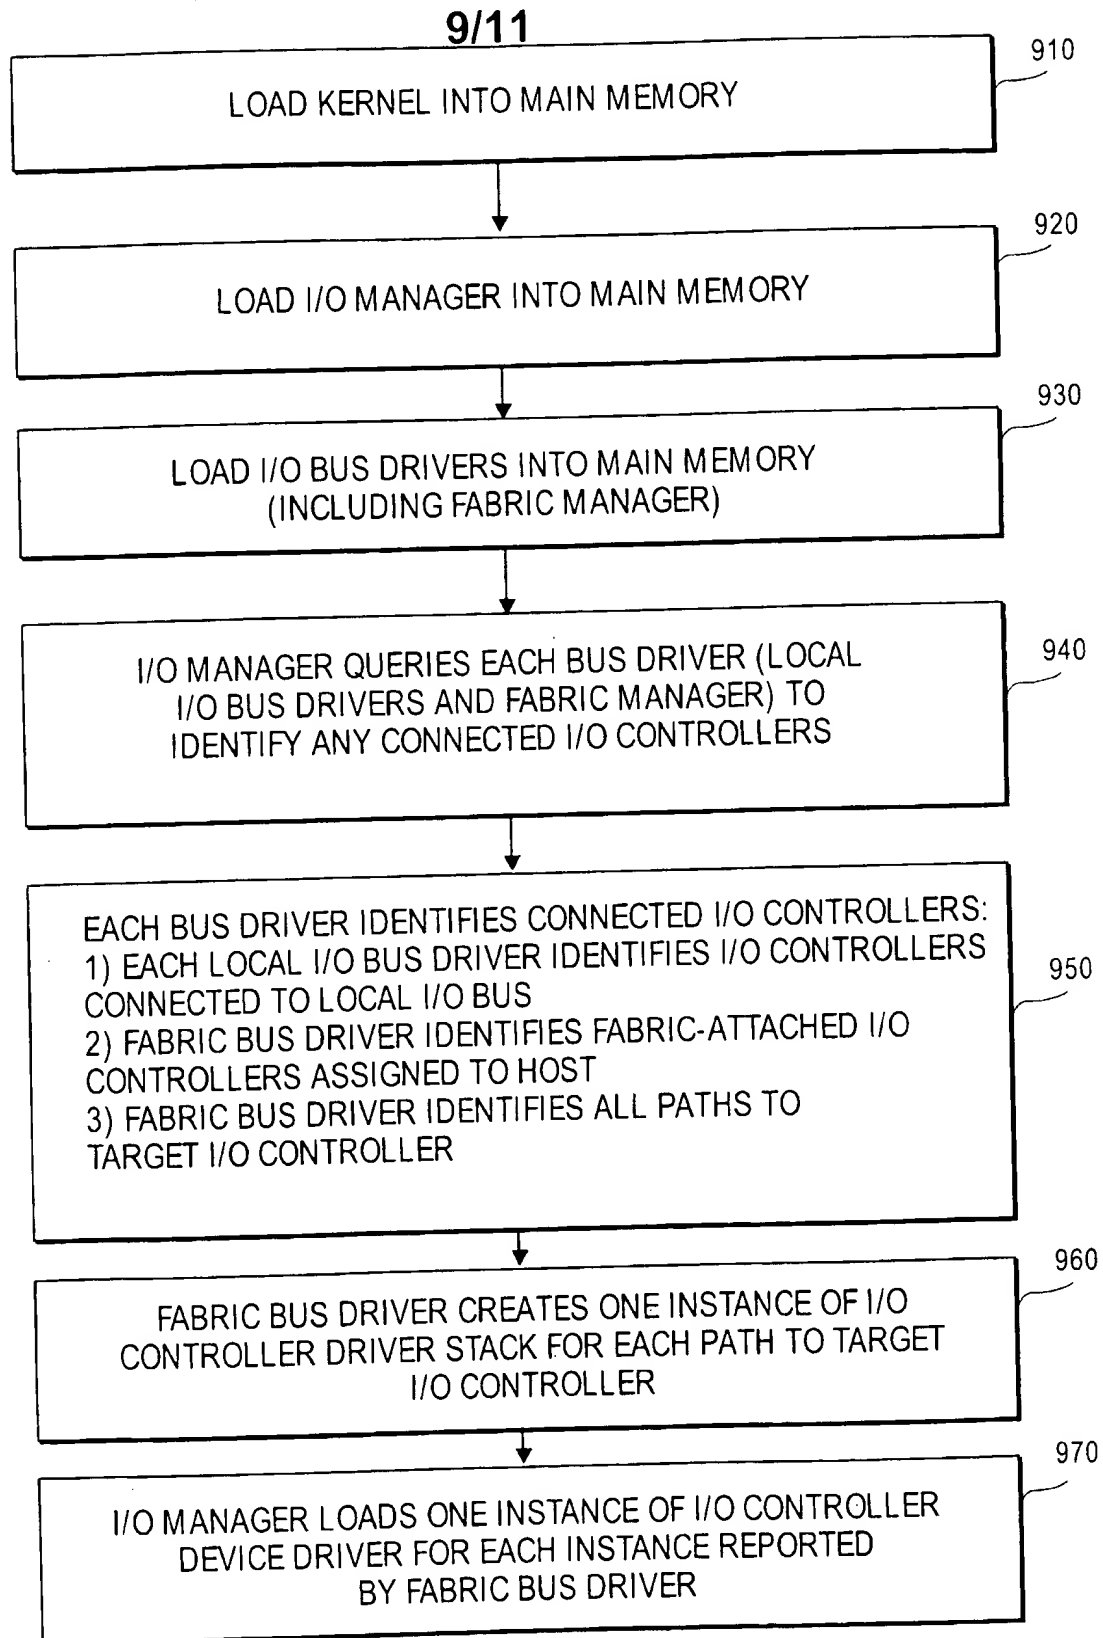 9/11
910
LOAD KERNEL INTO MAIN MEMORY
920
LOAD I/O MANAGER INTO MAIN MEMORY
930
LOAD I/O BUS DRIVERS INTO MAIN MEMORY
(INCLUDING FABRIC MANAGER)
940
I/O MANAGER QUERIES EACH BUS DRIVER (LOCAL
I/O BUS DRIVERS AND FABRIC MANAGER) TO
IDENTIFY ANY CONNECTED I/O CONTROLLERS
950
EACH BUS DRIVER IDENTIFIES CONNECTED I/O CONTROLLERS:
1) EACH LOCAL I/O BUS DRIVER IDENTIFIES I/O CONTROLLERS
CONNECTED TO LOCAL I/O BUS
2) FABRIC BUS DRIVER IDENTIFIES FABRIC-ATTACHED I/O
CONTROLLERS ASSIGNED TO HOST
3) FABRIC BUS DRIVER IDENTIFIES ALL PATHS TO
TARGET I/O CONTROLLER
960
FABRIC BUS DRIVER CREATES ONE INSTANCE OF I/O
CONTROLLER DRIVER STACK FOR EACH PATH TO TARGET
I/O CONTROLLER
970
I/O MANAGER LOADS ONE INSTANCE OF I/O CONTROLLER
DEVICE DRIVER FOR EACH INSTANCE REPORTED
BY FABRIC BUS DRIVER